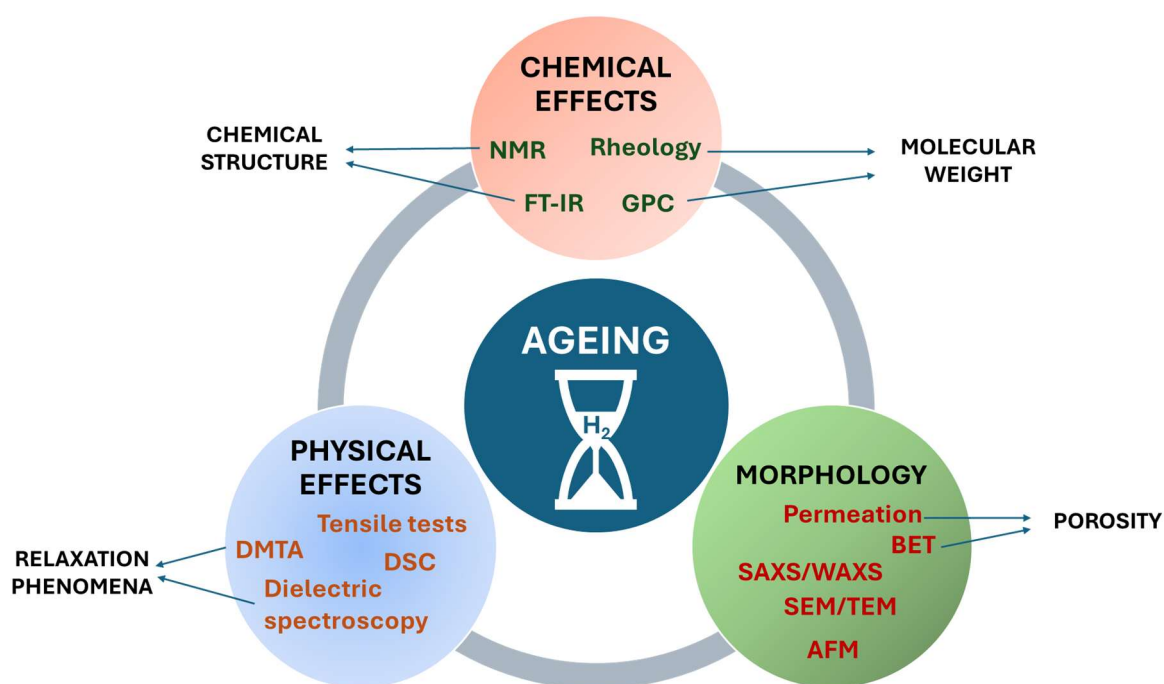 CHEMICAL
EFFECTS
NMR
Rheology
FT-IR
GPC
CHEMICAL
STRUCTURE
MOLECULAR
WEIGHT
AGEING
H₂
PHYSICAL
EFFECTS
Tensile tests
DMTA
DSC
Dielectric
spectroscopy
RELAXATION
PHENOMENA
MORPHOLOGY
Permeation
BET
SAXS/WAXS
SEM/TEM
AFM
POROSITY